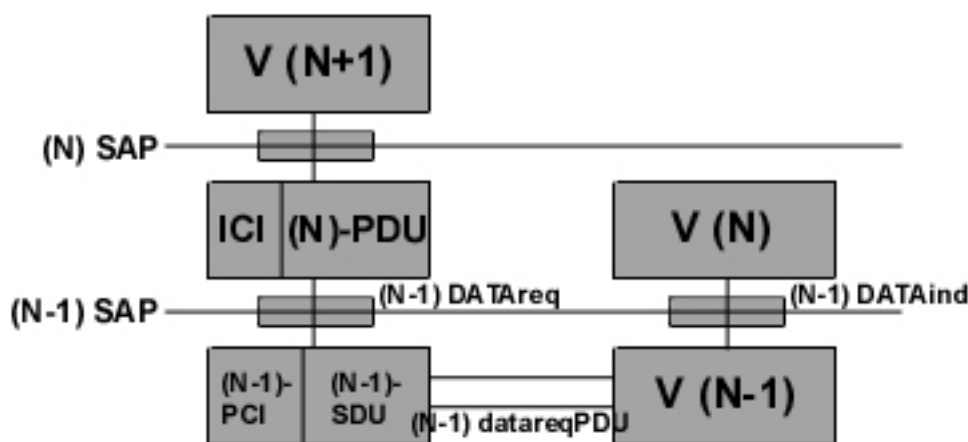 V (N+1)
(N) SAP
ICI (N)-PDU V (N)
(N-1) SAP (N-1) DATAreq (N-1) DATAind
(N-1)- (N-1)- V (N-1)
PCI SDU
(N-1) datareqPDU